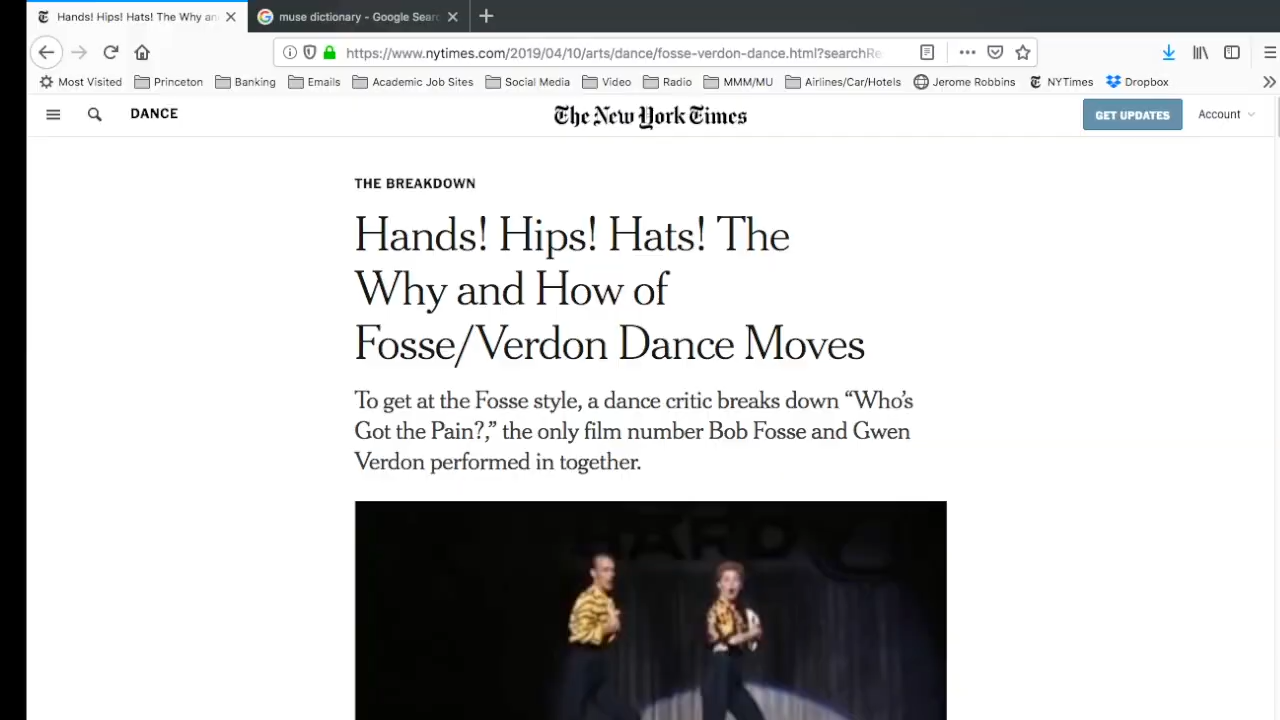 Hands! Hips! Hats! The Why an
muse dictionary - Google Sear
https://www.nytimes.com/2019/04/10/arts/dance/fosse-verdon-dance.html?searchRe
Most Visited Princeton Banking Emails Academic Job Sites Social Media Video Radio MMM/MU Airlines/Car/Hotels Jerome Robbins NYTimes Dropbox
DANCE The New York Times GET UPDATES Account
THE BREAKDOWN
Hands! Hips! Hats! The
Why and How of
Fosse/Verdon Dance Moves
To get at the Fosse style, a dance critic breaks down “Who’s
Got the Pain?,” the only film number Bob Fosse and Gwen
Verdon performed in together.
HARD